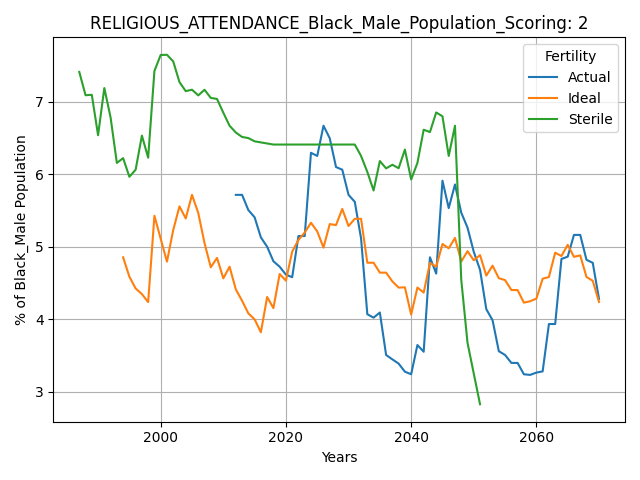 RELIGIOUS_ATTENDANCE_Black_Male_Population_Scoring: 2
Fertility
Actual
Ideal
Sterile
% of Black_Male Population
7
6
5
4
3
2000 2020 2040 2060
Years